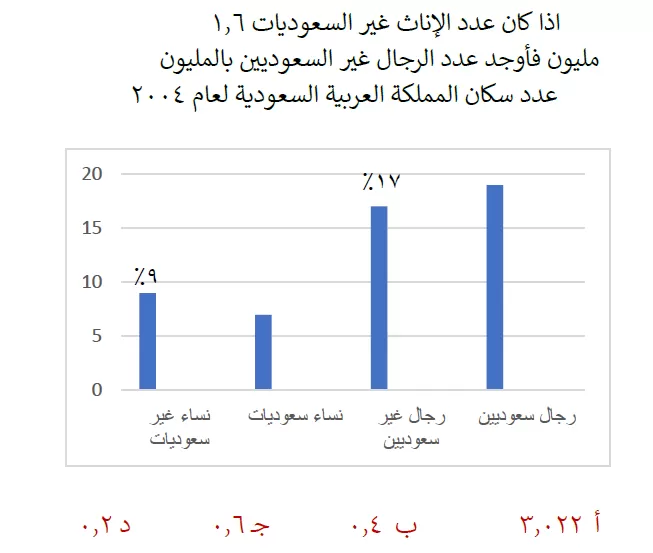 اذا كان عدد الإناث غير السعوديات ١,٦
مليون فأوجد عدد الرجال غير السعوديين بالمليون
عدد سكان المملكة العربية السعودية لعام ٢٠٠٤
20
15
10
5
0
٪٩
٪١٧
رجال سعوديين
رجال غير سعوديين
نساء سعوديات
نساء غير سعوديات
أ ٣,٠٢٢ ب ٠,٤ جـ ٠,٦ د ٠,٢